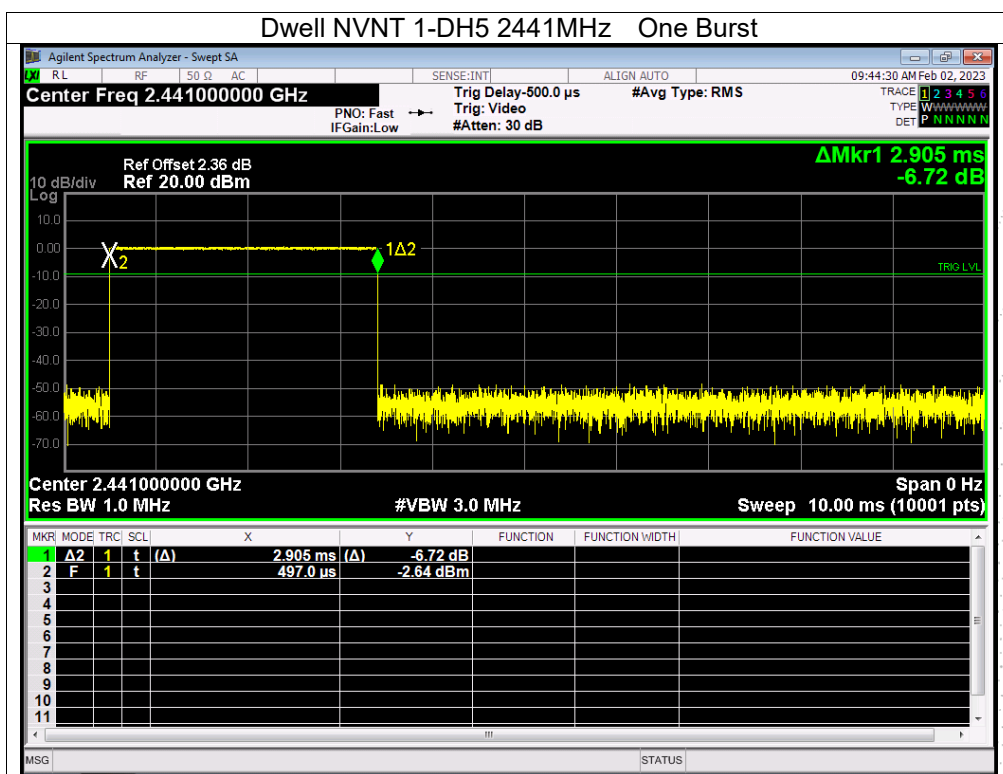 Dwell NVNT 1-DH5 2441MHz One Burst
Agilent Spectrum Analyzer - Swept SA
LXI RL RF 50 Ω AC SENSE:INT ALIGN AUTO 09:44:30 AM Feb 02, 2023
Center Freq 2.441000000 GHz Trig Delay-500.0 µs #Avg Type: RMS TRACE 1 2 3 4 5 6
PNO: Fast Trig: Video TYPE WWWWWWW
IFGain:Low #Atten: 30 dB DET P N N N N N
ΔMkr1 2.905 ms
-6.72 dB
Ref Offset 2.36 dB
10 dB/div Ref 20.00 dBm
Log
10.0
0.00
1Δ2
X2
TRIG LVL
-10.0
-20.0
-30.0
-40.0
-50.0
-60.0
-70.0
Center 2.441000000 GHz Span 0 Hz
Res BW 1.0 MHz #VBW 3.0 MHz Sweep 10.00 ms (10001 pts)
MKR MODE TRC SCL X Y FUNCTION FUNCTION WIDTH FUNCTION VALUE
1 Δ2 1 t (Δ) 2.905 ms (Δ) -6.72 dB
2 F 1 t 497.0 µs -2.64 dBm
3
4
5
6
7
8
9
10
11
MSG STATUS